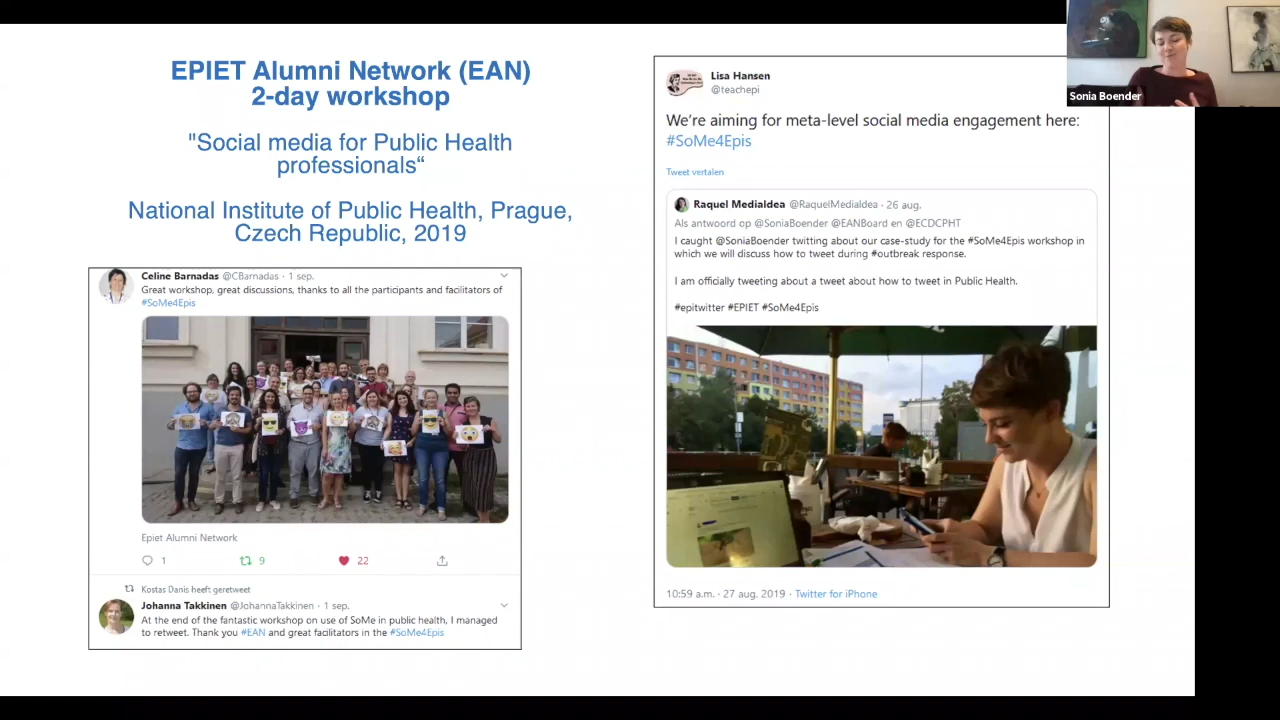 EPIET Alumni Network (EAN)
2-day workshop
"Social media for Public Health
professionals“
National Institute of Public Health, Prague,
Czech Republic, 2019
Celine Barnadas @CBarnadas · 1 sep.
Great workshop, great discussions, thanks to all the participants and facilitators of
#SoMe4Epis
Epiet Alumni Network
1 9 22
Kostas Danis heeft geretweet
Johanna Takkinen @JohannaTakkinen · 1 sep.
At the end of the fantastic workshop on use of SoMe in public health, I managed
to retweet. Thank you #EAN and great facilitators in the #SoMe4Epis
Lisa Hansen
@teachepi
We're aiming for meta-level social media engagement here:
#SoMe4Epis
Tweet vertalen
Raquel Medialdea @RaquelMedialdea · 26 aug.
Als antwoord op @SoniaBoender @EANBoard en @ECDCPHT
I caught @SoniaBoender twitting about our case-study for the #SoMe4Epis workshop in
which we will discuss how to tweet during #outbreak response.
I am officially tweeting about a tweet about how to tweet in Public Health.
#epitwitter #EPIET #SoMe4Epis
10:59 a.m. · 27 aug. 2019 · Twitter for iPhone
Sonia Boender